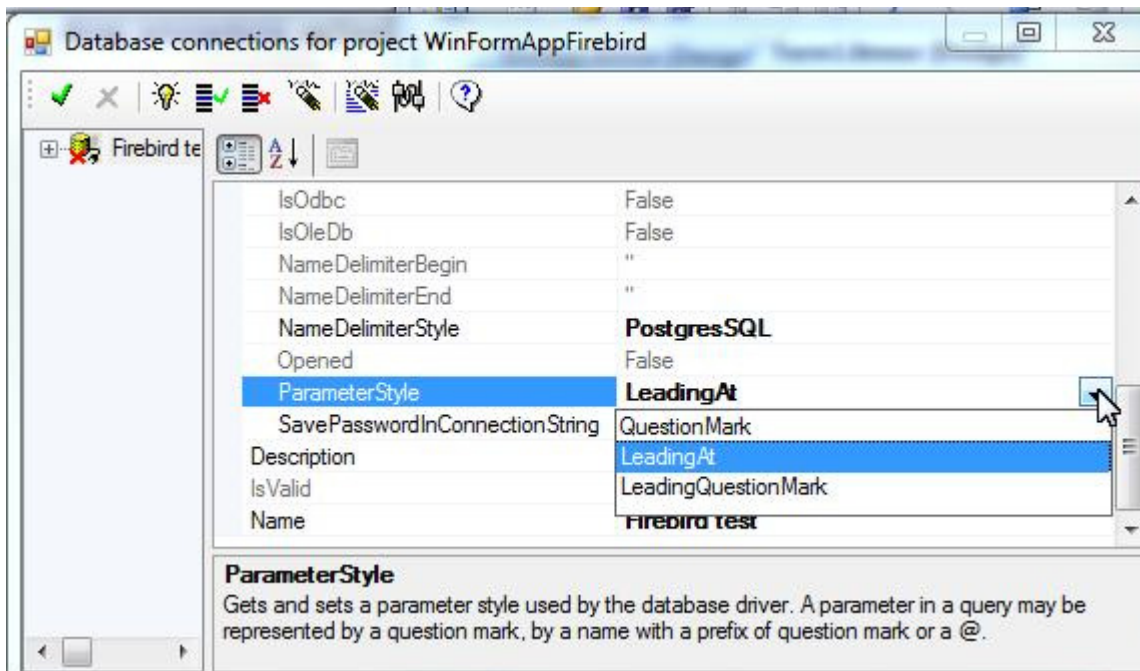 Database connections for project WinFormAppFirebird
Firebird te
IsOdbc False
IsOleDb False
NameDelimiterBegin "
NameDelimiterEnd "
NameDelimiterStyle PostgresSQL
Opened False
ParameterStyle LeadingAt
SavePasswordInConnectionString QuestionMark
Description LeadingAt
IsValid LeadingQuestionMark
Name Firebird test
ParameterStyle
Gets and sets a parameter style used by the database driver. A parameter in a query may be
represented by a question mark, by a name with a prefix of question mark or a @.